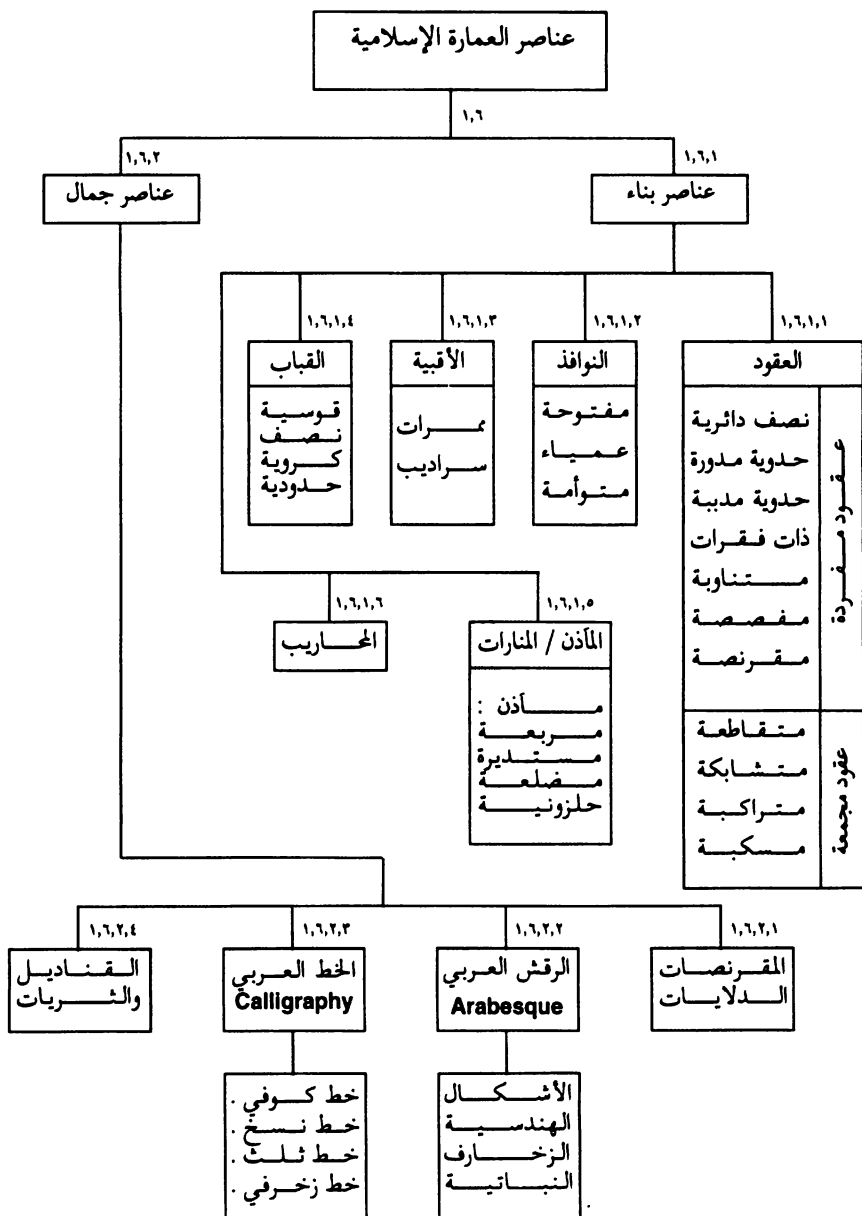 عناصر العمارة الإسلامية
١,٦
١,٦,١
١,٦,٢
عناصر بناء
عناصر جمال
١,٦,١,١
١,٦,١,٢
١,٦,١,٣
١,٦,١,٤
العقود
النوافذ
الأقبية
القباب
عقود مفردة
نصف دائرية
حدوية مدورة
حدوية مدببة
ذات فقرات
متناوبة
مفصصة
مقرنصة
عقود مجمعة
متقاطعة
متشابكة
متراكبة
مسكبة
مفتوحة
عمياء
متوأمة
ممرات
سراديب
قوسية
نصف
كروية
حدودية
١,٦,١,٥
١,٦,١,٦
المآذن / المنارات
المحاريب
مآذن :
مربعة
مستديرة
مضلعة
حلزونية
١,٦,٢,١
١,٦,٢,٢
١,٦,٢,٣
١,٦,٢,٤
المقرنصات
الدلايات
الرقش العربي
Arabesque
الخط العربي
Calligraphy
القناديل
والثريات
الأشكال
الهندسية
الزخارف
النباتية
خط كوفي .
خط نسخ .
خط ثلث .
خط زخرفي .